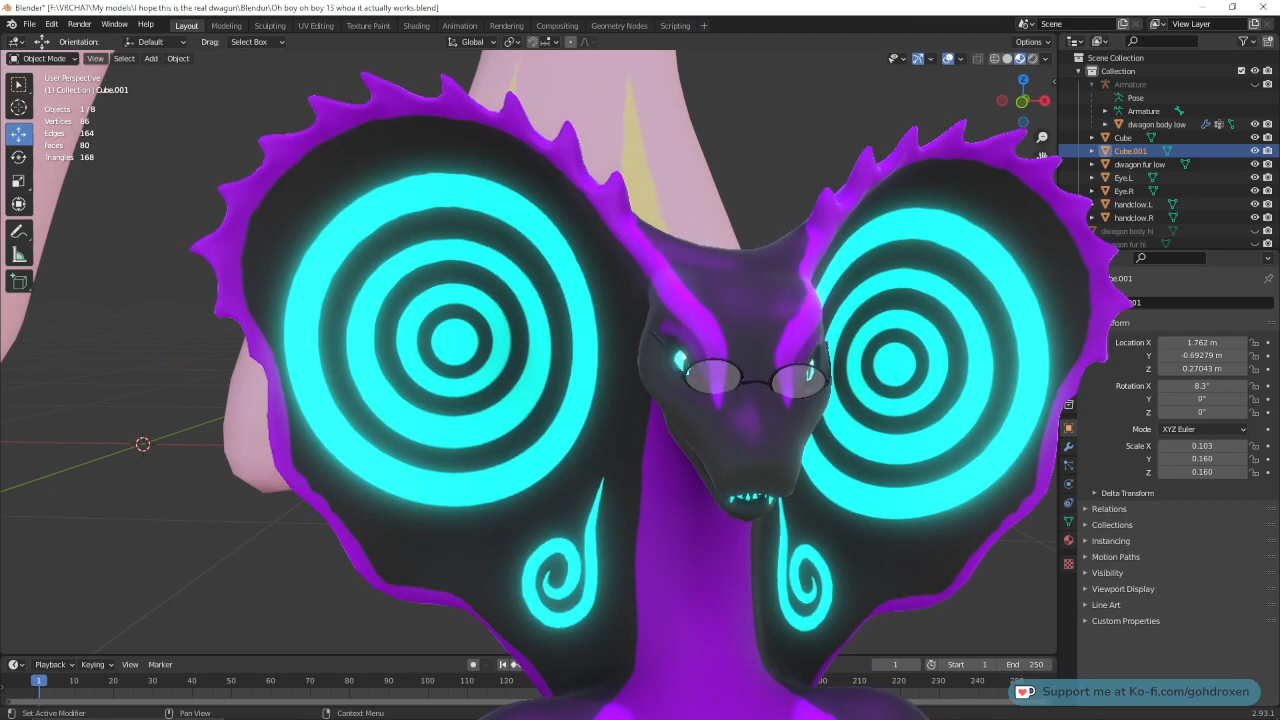 Blender* [F:\VRCHAT\My models\I hope this is the real dwagun\Blendur\Oh boy oh boy 13 whoa it actually works.blend]
File Edit Render Window Help Layout Modeling Sculpting UV Editing Texture Paint Shading Animation Rendering Compositing Geometry Nodes Scripting + Scene View Layer
Orientation: Default Drag: Select Box Global Options
Object Mode View Select Add Object
User Perspective
(1) Collection | Cube.001
Objects 1/8
Vertices 86
Edges 164
Faces 80
Triangles 168
X
Z
Scene Collection
Collection
Armature
Pose
Armature
dwagon body low
Cube
Cube.001
dwagon fur low
Eye.L
Eye.R
handclow.L
handclow.R
dwagon body hi
dwagon fur hi
Location X 1.762 m
Y -0.69279 m
Z 0.27043 m
Rotation X 8.3°
Y 0°
Z 0°
Mode XYZ Euler
Scale X 0.103
Y 0.160
Z 0.160
Delta Transform
Relations
Collections
Instancing
Motion Paths
Visibility
Viewport Display
Line Art
Custom Properties
Playback Keying View Marker 1 Start 1 End 250
1 10 20 30 40 50 60 70 80 90 100 110 120 210 220 230 240 250
Support me at Ko-fi.com/gohdroxen
Set Active Modifier Pan View Context Menu 2.93.1